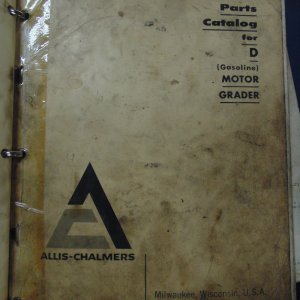 Parts
Catalog
for
D
(Gasoline)
MOTOR
GRADER
ALLIS-CHALMERS
Milwaukee, Wisconsin, U.S.A.